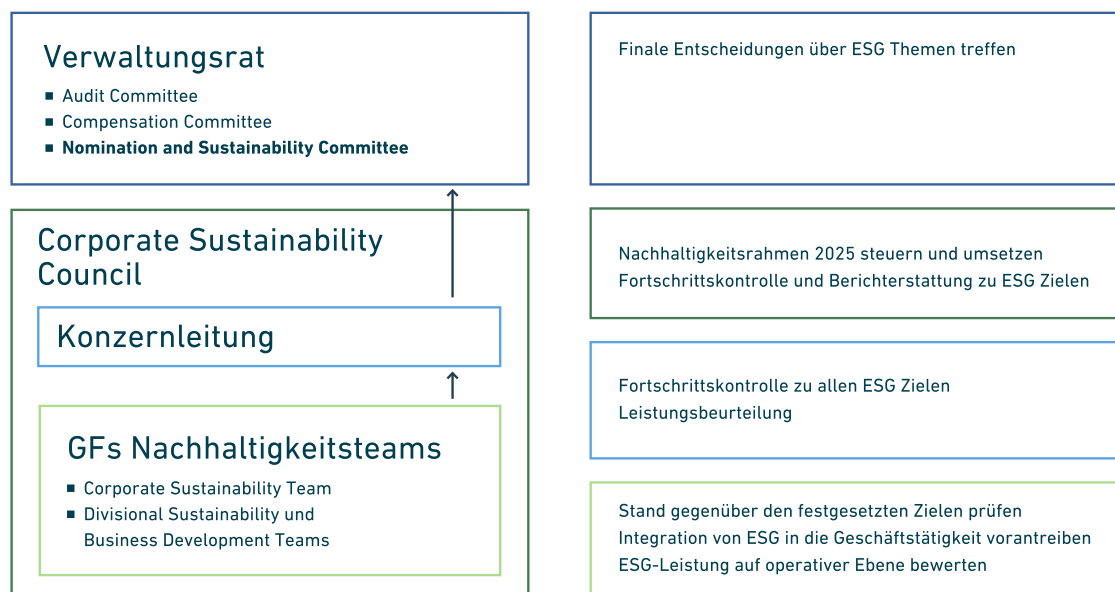 Verwaltungsrat
Audit Committee
Compensation Committee
Nomination and Sustainability Committee
Finale Entscheidungen über ESG Themen treffen
Corporate Sustainability
Council
Nachhaltigkeitsrahmen 2025 steuern und umsetzen
Fortschrittskontrolle und Berichterstattung zu ESG Zielen
Konzernleitung
Fortschrittskontrolle zu allen ESG Zielen
Leistungsbeurteilung
GFs Nachhaltigkeitsteams
Corporate Sustainability Team
Divisional Sustainability und
Business Development Teams
Stand gegenüber den festgesetzten Zielen prüfen
Integration von ESG in die Geschäftstätigkeit vorantreiben
ESG-Leistung auf operativer Ebene bewerten